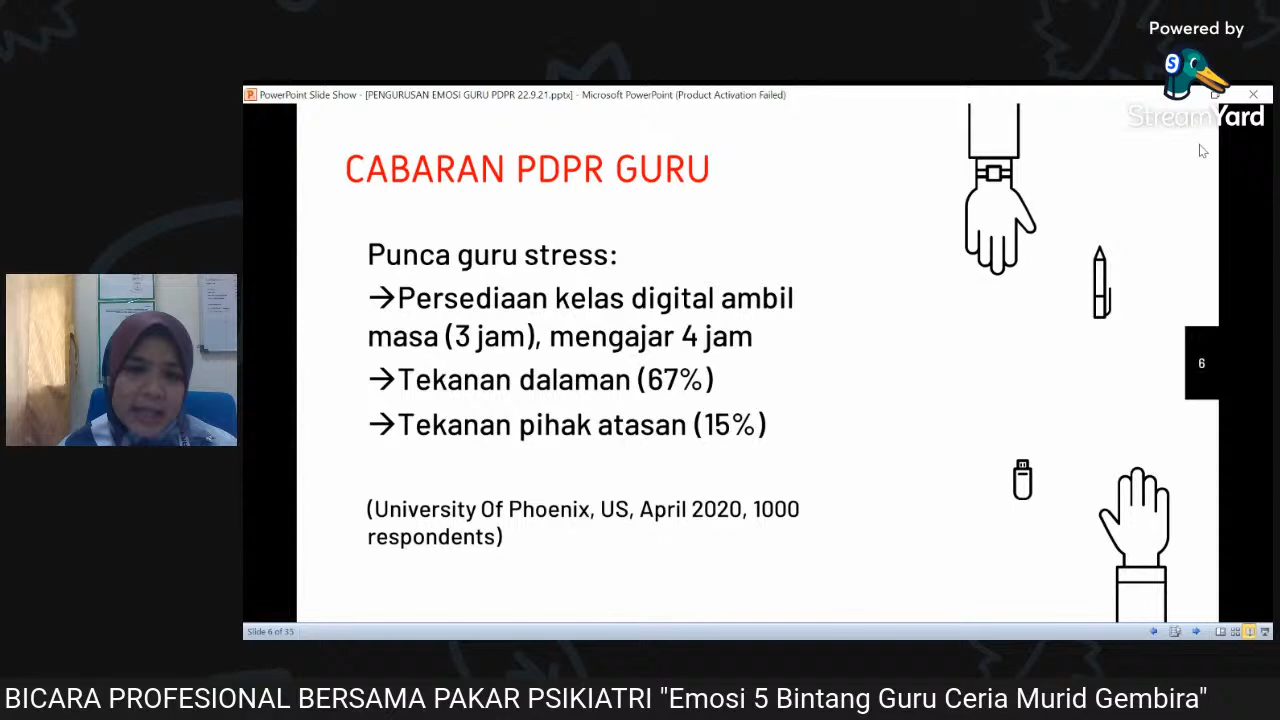 Powered by
StreamYard
PowerPoint Slide Show - [PENGURUSAN EMOSI GURU PDPR 22.9.21.pptx] - Microsoft PowerPoint (Product Activation Failed)
CABARAN PDPR GURU
Punca guru stress:
→Persediaan kelas digital ambil
masa (3 jam), mengajar 4 jam
→Tekanan dalaman (67%)
→Tekanan pihak atasan (15%)
(University Of Phoenix, US, April 2020, 1000
respondents)
6
Slide 6 of 35
BICARA PROFESIONAL BERSAMA PAKAR PSIKIATRI "Emosi 5 Bintang Guru Ceria Murid Gembira"